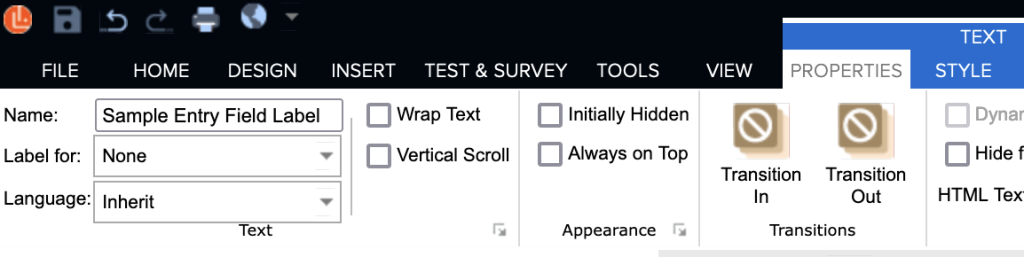 TEXT
FILE HOME DESIGN INSERT TEST & SURVEY TOOLS VIEW PROPERTIES STYLE
Name: Sample Entry Field Label
Label for: None
Language: Inherit
Wrap Text
Vertical Scroll
Text
Initially Hidden
Always on Top
Appearance
Transition In
Transition Out
Transitions
Hide
HTML Text